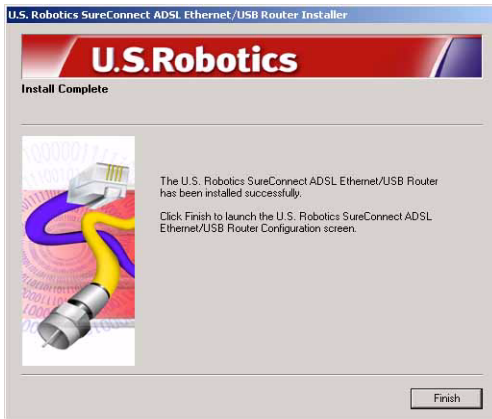 U.S. Robotics SureConnect ADSL Ethernet/USB Router Installer
U.S.Robotics
Install Complete
The U.S. Robotics SureConnect ADSL Ethernet/USB Router
has been installed successfully.
Click Finish to launch the U.S. Robotics SureConnect ADSL
Ethernet/USB Router Configuration screen.
Finish